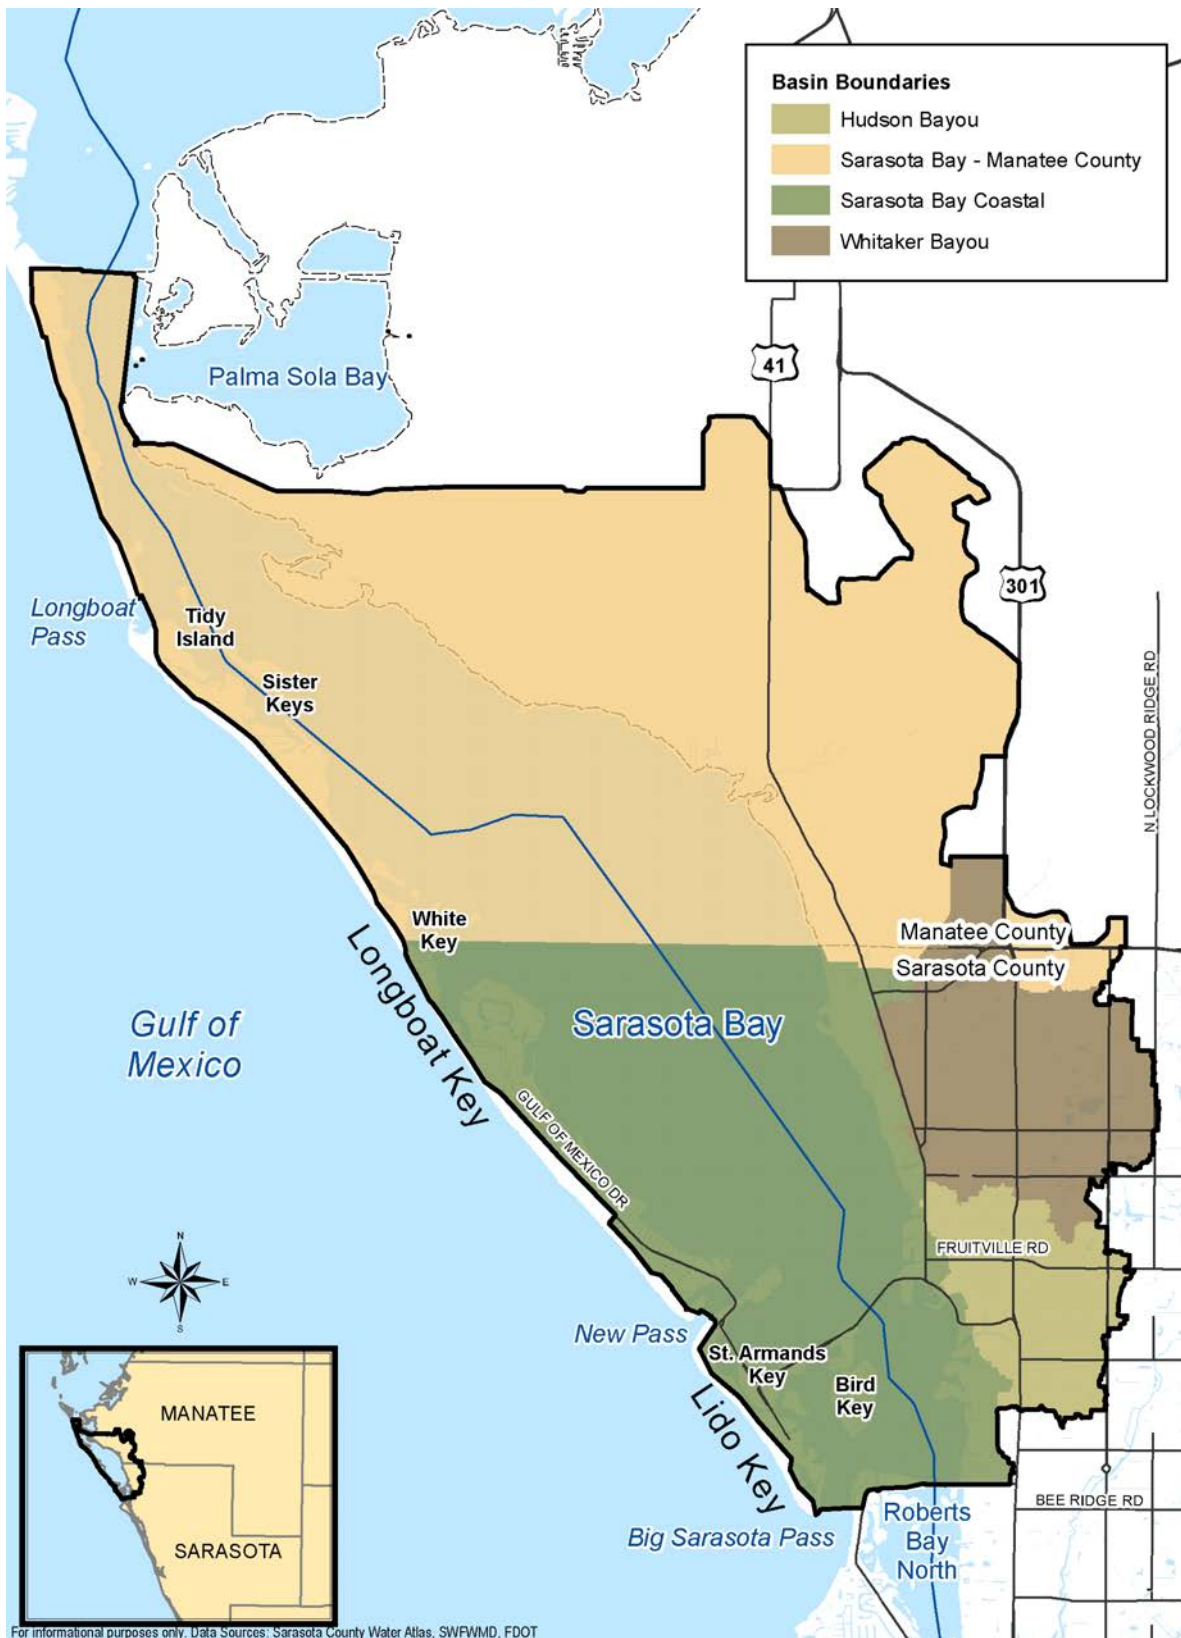 Basin Boundaries
Hudson Bayou
Sarasota Bay - Manatee County
Sarasota Bay Coastal
Whitaker Bayou
41
Palma Sola Bay
301
Longboat
Pass
Tidy
Island
Sister
Keys
N LOCKWOOD RIDGE RD
White
Key
Manatee County
Sarasota County
Longboat Key
Gulf of
Mexico
Sarasota Bay
GULF OF MEXICO DR
FRUITVILLE RD
N
W
E
S
New Pass
St. Armands
Key
Bird
Key
Lido Key
MANATEE
SARASOTA
BEE RIDGE RD
Roberts
Bay
North
Big Sarasota Pass
For informational purposes only. Data Sources: Sarasota County Water Atlas, SWFWMD, FDOT